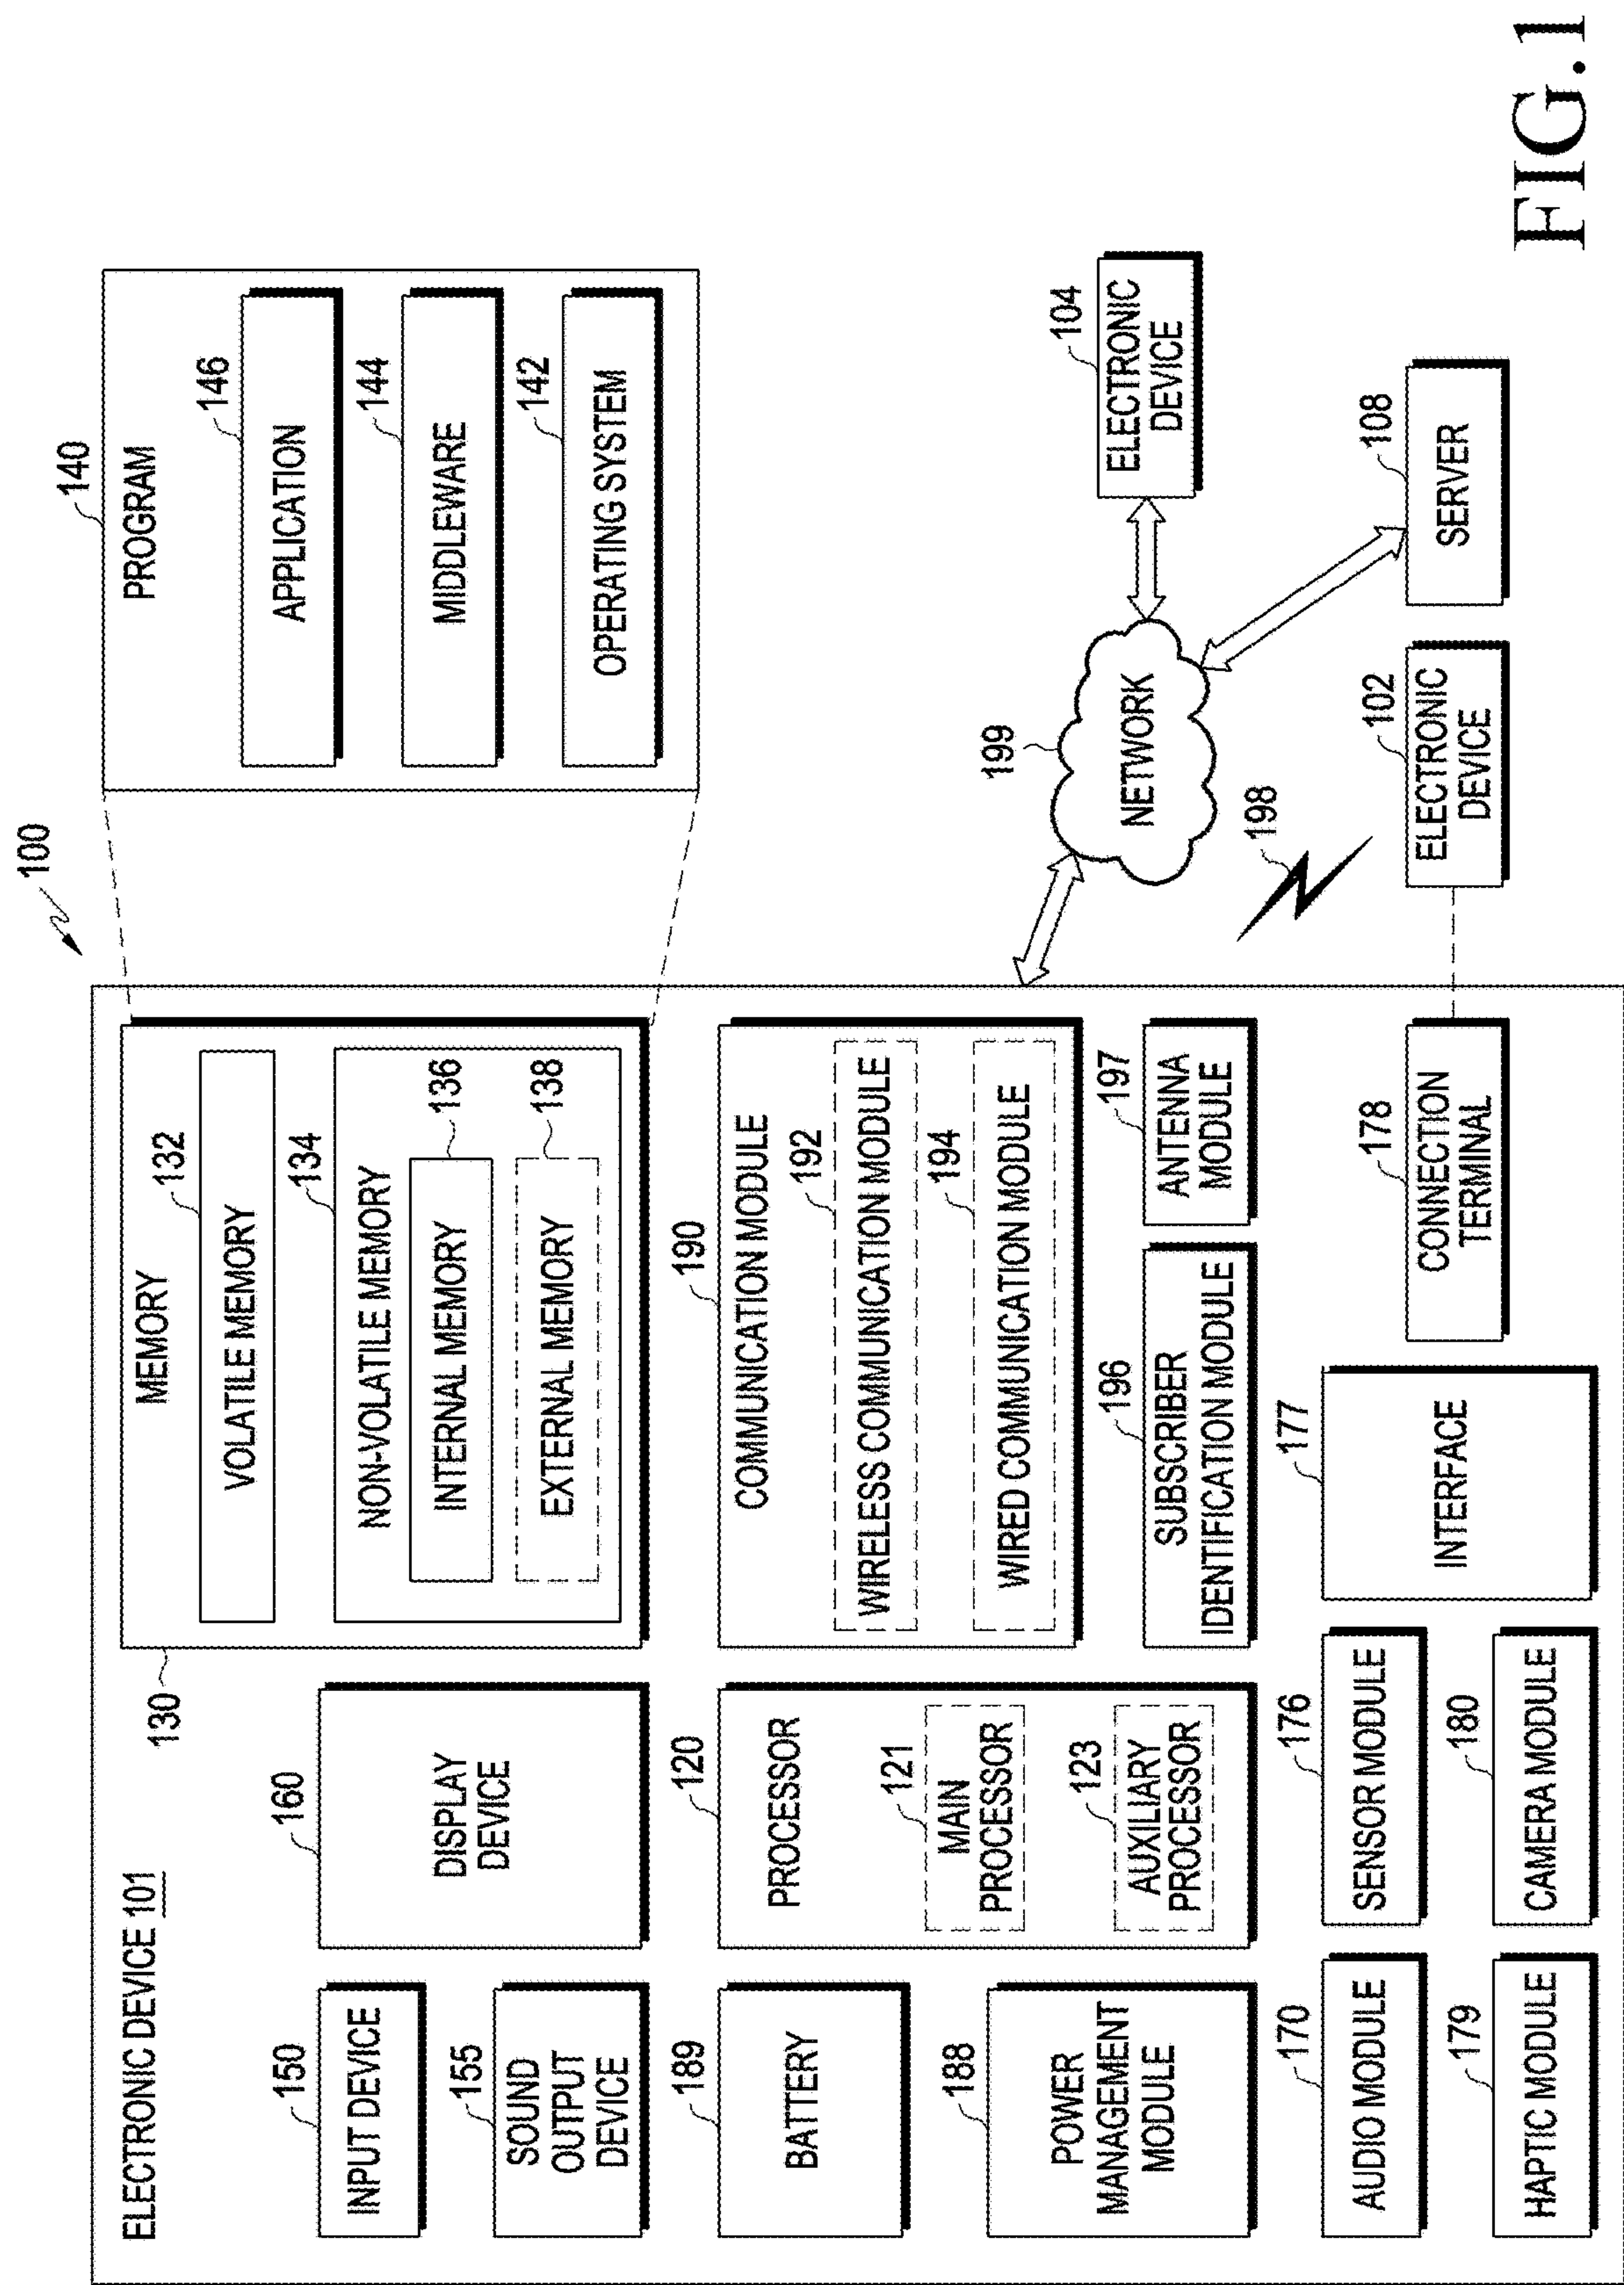 100
ELECTRONIC DEVICE 101
130
MEMORY
VOLATILE MEMORY
132
NON-VOLATILE MEMORY
134
INTERNAL MEMORY
136
EXTERNAL MEMORY
138
140
PROGRAM
APPLICATION
146
MIDDLEWARE
144
OPERATING SYSTEM
142
150
INPUT DEVICE
155
SOUND
OUTPUT
DEVICE
160
DISPLAY
DEVICE
189
BATTERY
188
POWER
MANAGEMENT
MODULE
120
PROCESSOR
121
MAIN
PROCESSOR
123
AUXILIARY
PROCESSOR
190
COMMUNICATION MODULE
192
WIRELESS COMMUNICATION MODULE
194
WIRED COMMUNICATION MODULE
196
SUBSCRIBER
IDENTIFICATION MODULE
197
ANTENNA
MODULE
170
AUDIO MODULE
176
SENSOR MODULE
179
HAPTIC MODULE
180
CAMERA MODULE
177
INTERFACE
178
CONNECTION
TERMINAL
199
NETWORK
198
104
ELECTRONIC
DEVICE
102
ELECTRONIC
DEVICE
108
SERVER
FIG.1